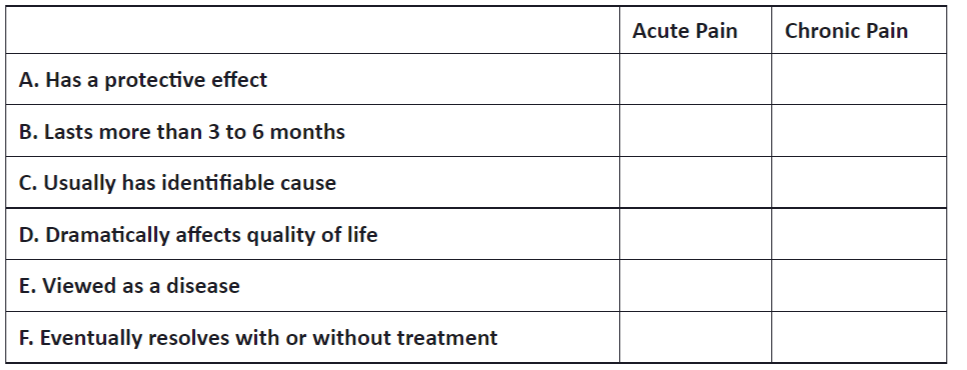 Acute Pain Chronic Pain
A. Has a protective effect
B. Lasts more than 3 to 6 months
C. Usually has identifiable cause
D. Dramatically affects quality of life
E. Viewed as a disease
F. Eventually resolves with or without treatment